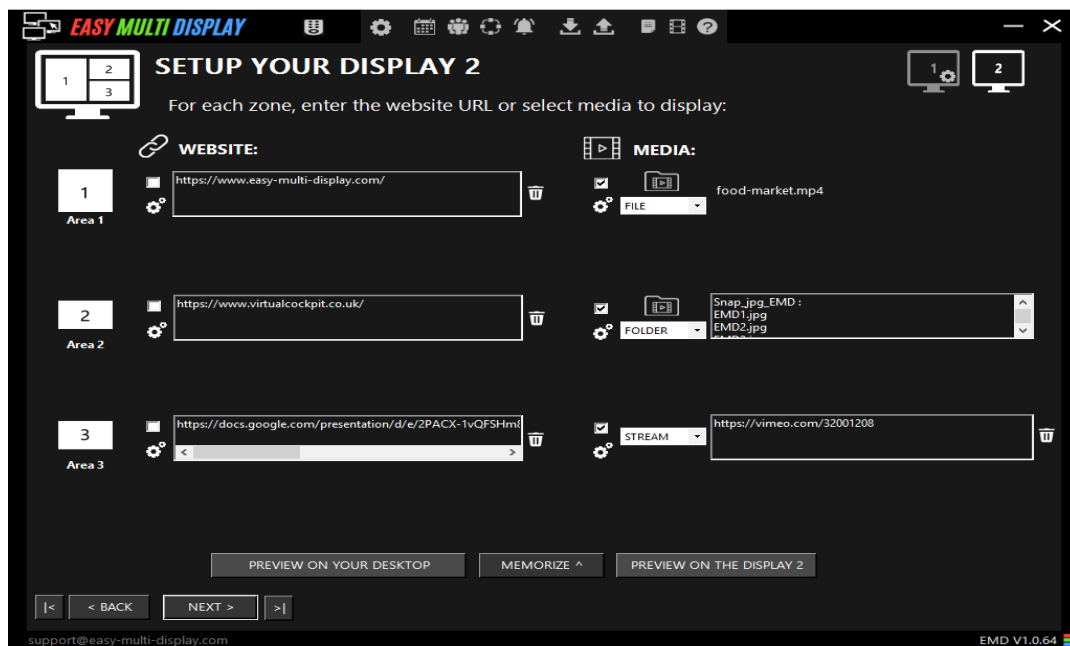 EASY MULTI DISPLAY
1
2
3
SETUP YOUR DISPLAY 2
1
2
For each zone, enter the website URL or select media to display:
WEBSITE:
MEDIA:
1
Area 1
https://www.easy-multi-display.com/
FILE
food-market.mp4
2
Area 2
https://www.virtualcockpit.co.uk/
FOLDER
Snap_jpg_EMD :
EMD1.jpg
EMD2.jpg
3
Area 3
https://docs.google.com/presentation/d/e/2PACX-1vQFSHm
STREAM
https://vimeo.com/32001208
PREVIEW ON YOUR DESKTOP
MEMORIZE ^
PREVIEW ON THE DISPLAY 2
|<
< BACK
NEXT >
>|
support@easy-multi-display.com
EMD V1.0.64